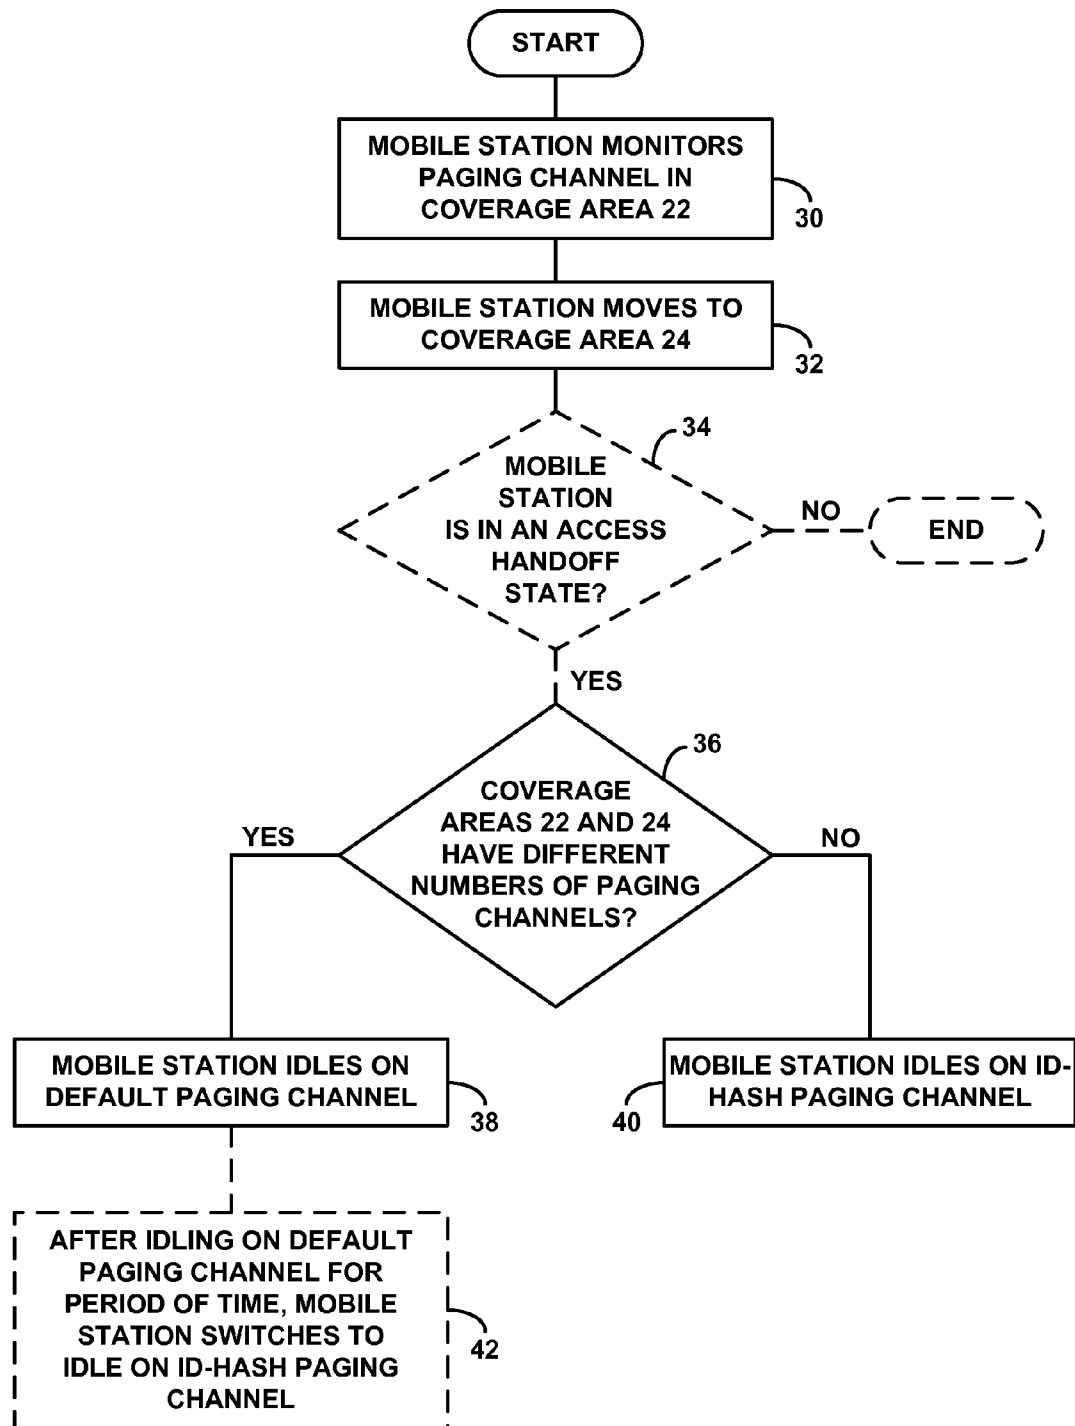 START
MOBILE STATION MONITORS
PAGING CHANNEL IN
COVERAGE AREA 22
30
MOBILE STATION MOVES TO
COVERAGE AREA 24
32
34
MOBILE
STATION
IS IN AN ACCESS
HANDOFF
STATE?
NO
END
YES
36
COVERAGE
AREAS 22 AND 24
HAVE DIFFERENT
NUMBERS OF PAGING
CHANNELS?
YES
NO
MOBILE STATION IDLES ON
DEFAULT PAGING CHANNEL
38
MOBILE STATION IDLES ON ID-
HASH PAGING CHANNEL
40
AFTER IDLING ON DEFAULT
PAGING CHANNEL FOR
PERIOD OF TIME, MOBILE
STATION SWITCHES TO
IDLE ON ID-HASH PAGING
CHANNEL
42